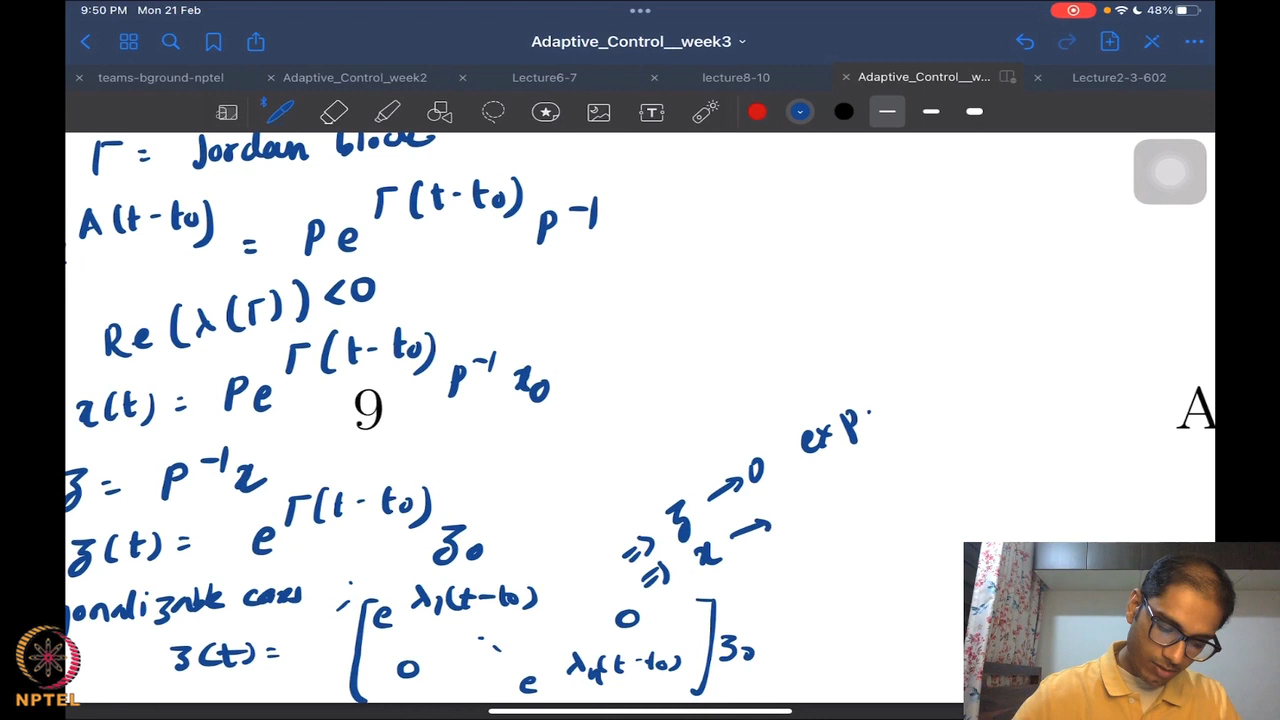 9:50 PM Mon 21 Feb
48%
Adaptive_Control__week3
teams-bground-nptel
Adaptive_Control_week2
Lecture6-7
lecture8-10
Adaptive_Control__w...
Lecture2-3-602
Γ = Jordan block
A(t-t0) = P e^Γ(t-t0) P^-1
Re(λ(Γ)) < 0
x(t) = P e^Γ(t-t0) P^-1 x0
9
A
z = P^-1 x
⇒ z → 0 exp.
z(t) = e^Γ(t-t0) z0
⇒ x →
onalizable case :
z(t) = [e^λ1(t-t0) 0
0 e^λn(t-t0)] z0
NPTEL